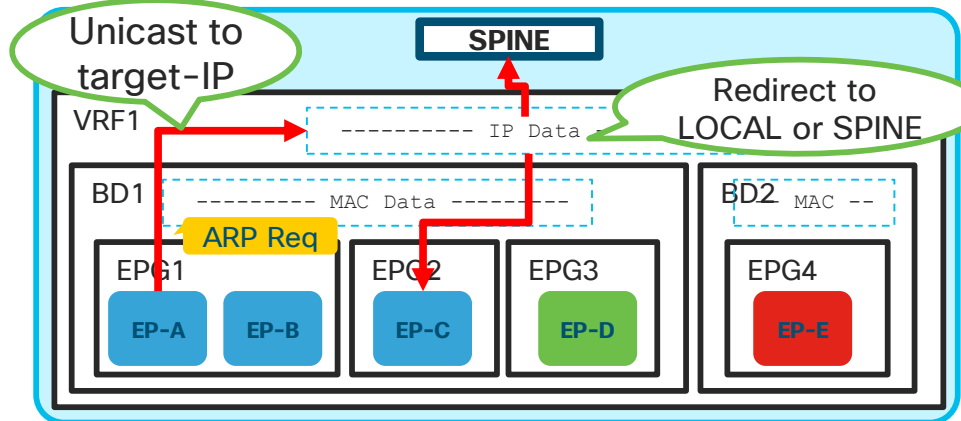 Unicast to
target-IP
SPINE
Redirect to
LOCAL or SPINE
VRF1
---------- IP Data -
BD1
--------- MAC Data ---------
BD2
-- MAC --
ARP Req
EPG1
EPG2
EPG3
EPG4
EP-A
EP-B
EP-C
EP-D
EP-E